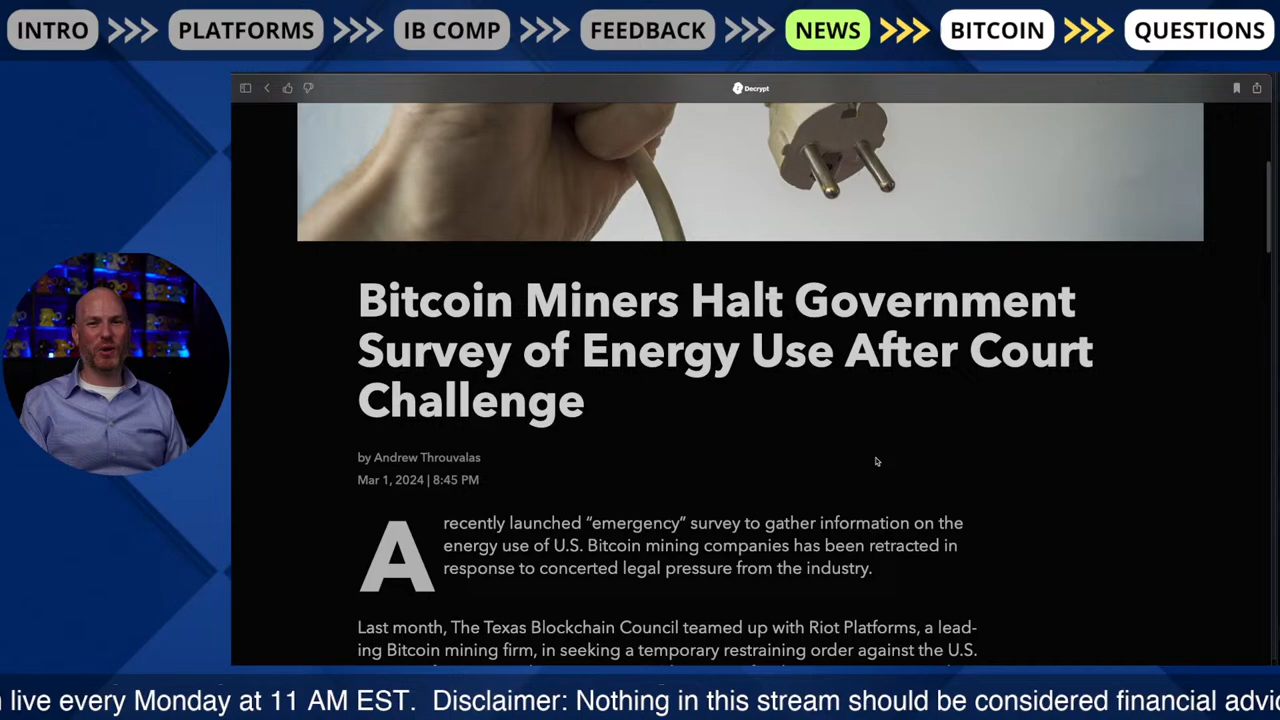 INTRO >>> PLATFORMS >>> IB COMP >>> FEEDBACK >>> NEWS >>> BITCOIN >>> QUESTIONS
Decrypt
Bitcoin Miners Halt Government
Survey of Energy Use After Court
Challenge
by Andrew Throuvalas
Mar 1, 2024 | 8:45 PM
A recently launched “emergency” survey to gather information on the
energy use of U.S. Bitcoin mining companies has been retracted in
response to concerted legal pressure from the industry.
Last month, The Texas Blockchain Council teamed up with Riot Platforms, a lead-
ing Bitcoin mining firm, in seeking a temporary restraining order against the U.S.
live every Monday at 11 AM EST. Disclaimer: Nothing in this stream should be considered financial